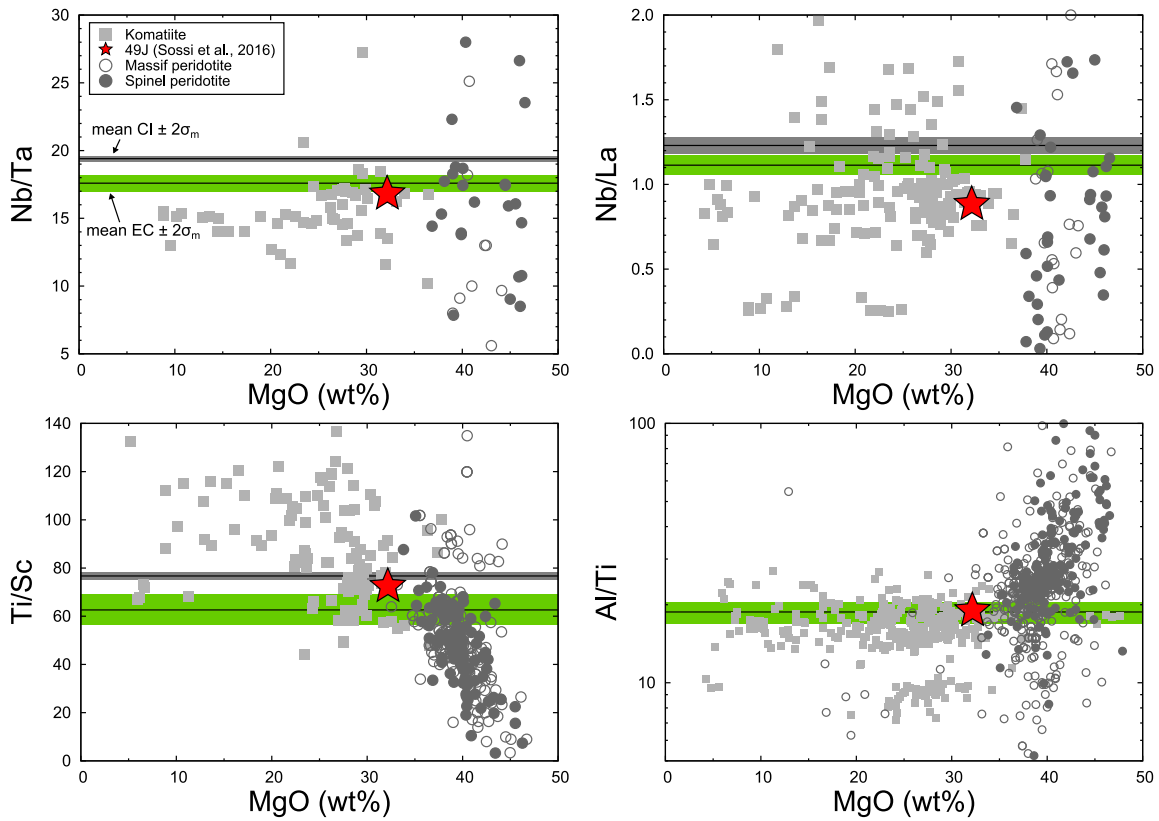 30
25
20
15
10
5
Nb/Ta
Komatiite
49J (Sossi et al., 2016)
Massif peridotite
Spinel peridotite
mean CI ± 2σm
mean EC ± 2σm
0 10 20 30 40 50
MgO (wt%)
2.0
1.5
1.0
0.5
0.0
Nb/La
0 10 20 30 40 50
MgO (wt%)
140
120
100
80
60
40
20
0
Ti/Sc
0 10 20 30 40 50
MgO (wt%)
100
10
Al/Ti
0 10 20 30 40 50
MgO (wt%)